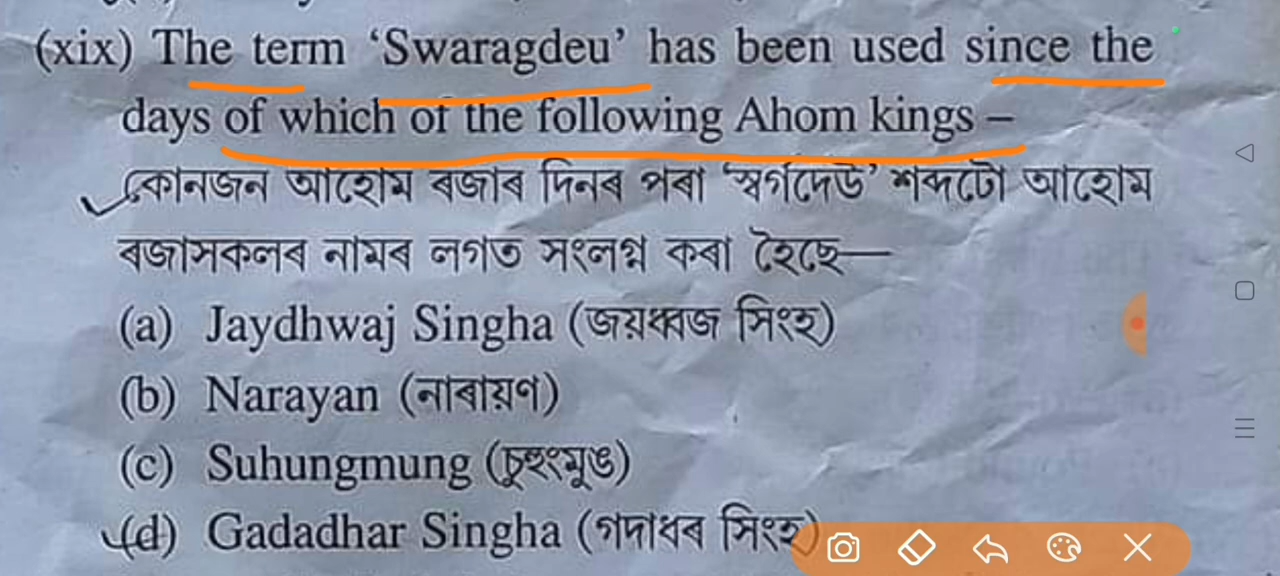 (xix) The term ‘Swaragdeu’ has been used since the
days of which of the following Ahom kings –
কোনজন আহোম ৰজাৰ দিনৰ পৰা ‘স্বৰ্গদেউ’ শব্দটো আহোম
ৰজাসকলৰ নামৰ লগত সংলগ্ন কৰা হৈছে—
(a) Jaydhwaj Singha (জয়ধ্বজ সিংহ)
(b) Narayan (নাৰায়ণ)
(c) Suhungmung (চুহুংমুঙ)
(d) Gadadhar Singha (গদাধৰ সিংহ)